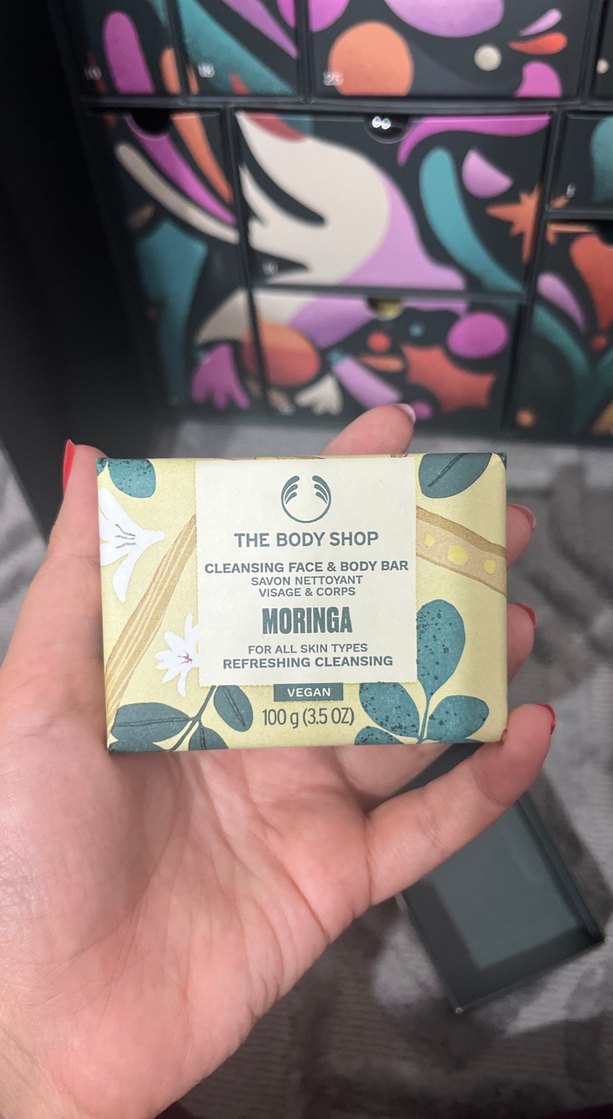 THE BODY SHOP
CLEANSING FACE & BODY BAR
SAVON NETTOYANT
VISAGE & CORPS
MORINGA
FOR ALL SKIN TYPES
REFRESHING CLEANSING
VEGAN
100 g (3.5 OZ)